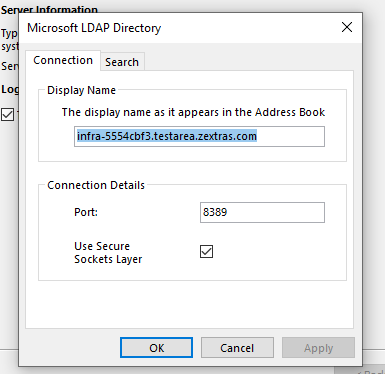 Server Information
Microsoft LDAP Directory
Typ
syst
Serv
Log
Connection
Search
Display Name
The display name as it appears in the Address Book
infra-5554cbf3.testarea.zextras.com
Connection Details
Port:
8389
Use Secure
Sockets Layer
OK
Cancel
Apply